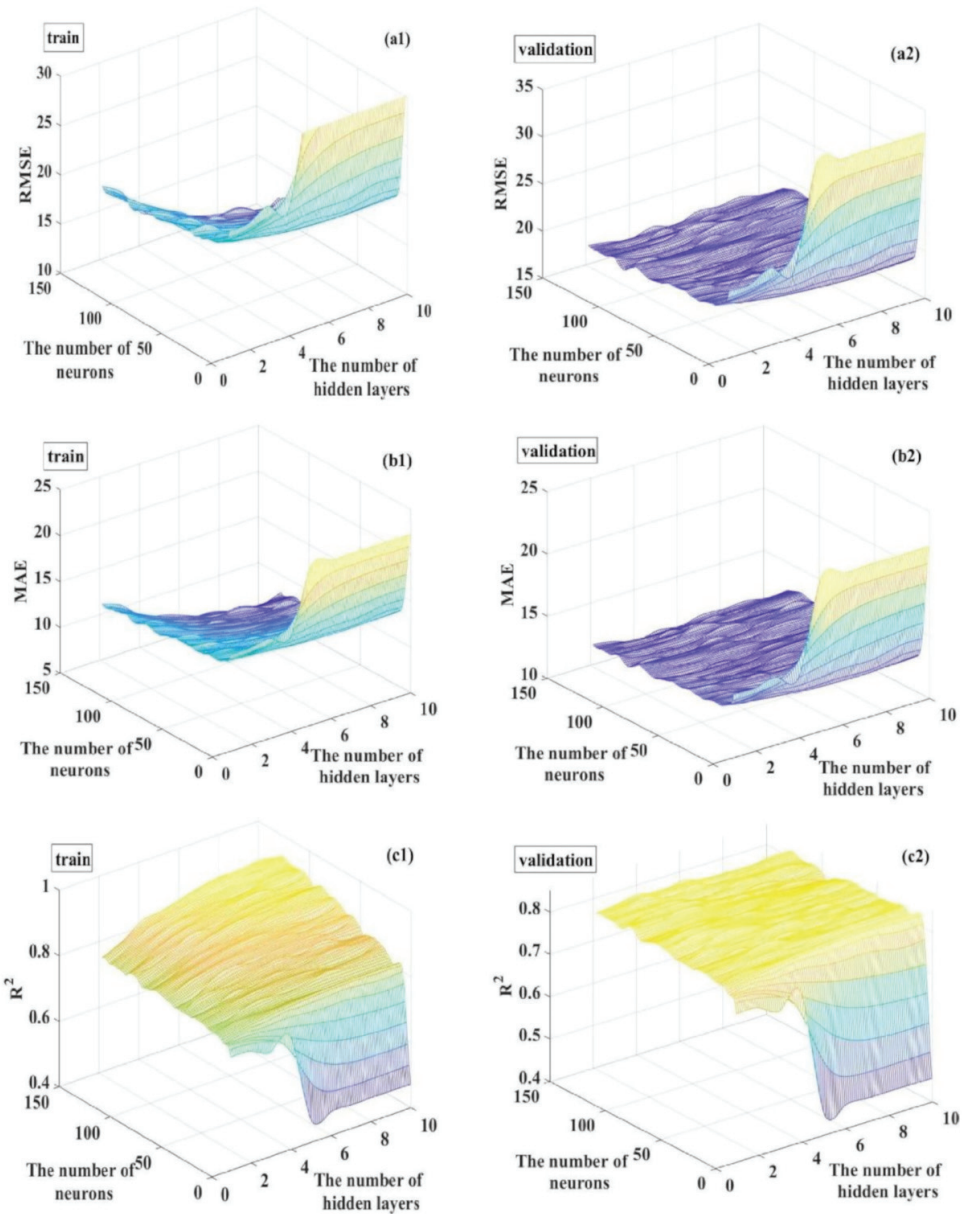 train
(a1)
30
25
20
15
10
RMSE
150
100
50
0
The number of
neurons
0
2
4
6
8
10
The number of
hidden layers
validation
(a2)
35
30
25
20
15
RMSE
150
100
50
0
The number of
neurons
0
2
4
6
8
10
The number of
hidden layers
train
(b1)
25
20
15
10
5
MAE
150
100
50
0
The number of
neurons
0
2
4
6
8
10
The number of
hidden layers
validation
(b2)
25
20
15
10
MAE
150
100
50
0
The number of
neurons
0
2
4
6
8
10
The number of
hidden layers
train
(c1)
1
0.8
0.6
0.4
R²
150
100
50
0
The number of
neurons
0
2
4
6
8
10
The number of
hidden layers
validation
(c2)
0.8
0.7
0.6
0.5
0.4
R²
150
100
50
0
The number of
neurons
0
2
4
6
8
10
The number of
hidden layers